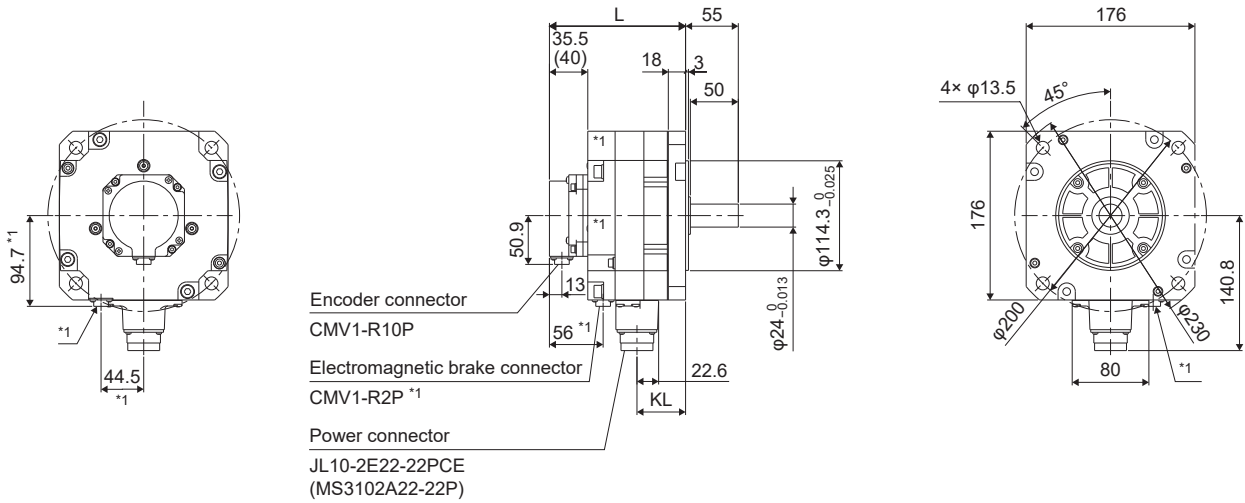 94.7 *1
*1
44.5
*1
L
55
35.5
(40)
18
3
50
*1
*1
50.9
13
56 *1
22.6
KL
φ114.3 0 -0.025
φ24 0 -0.013
Encoder connector
CMV1-R10P
Electromagnetic brake connector
CMV1-R2P *1
Power connector
JL10-2E22-22PCE
(MS3102A22-22P)
176
4× φ13.5
45°
176
140.8
φ200
φ230
80
*1